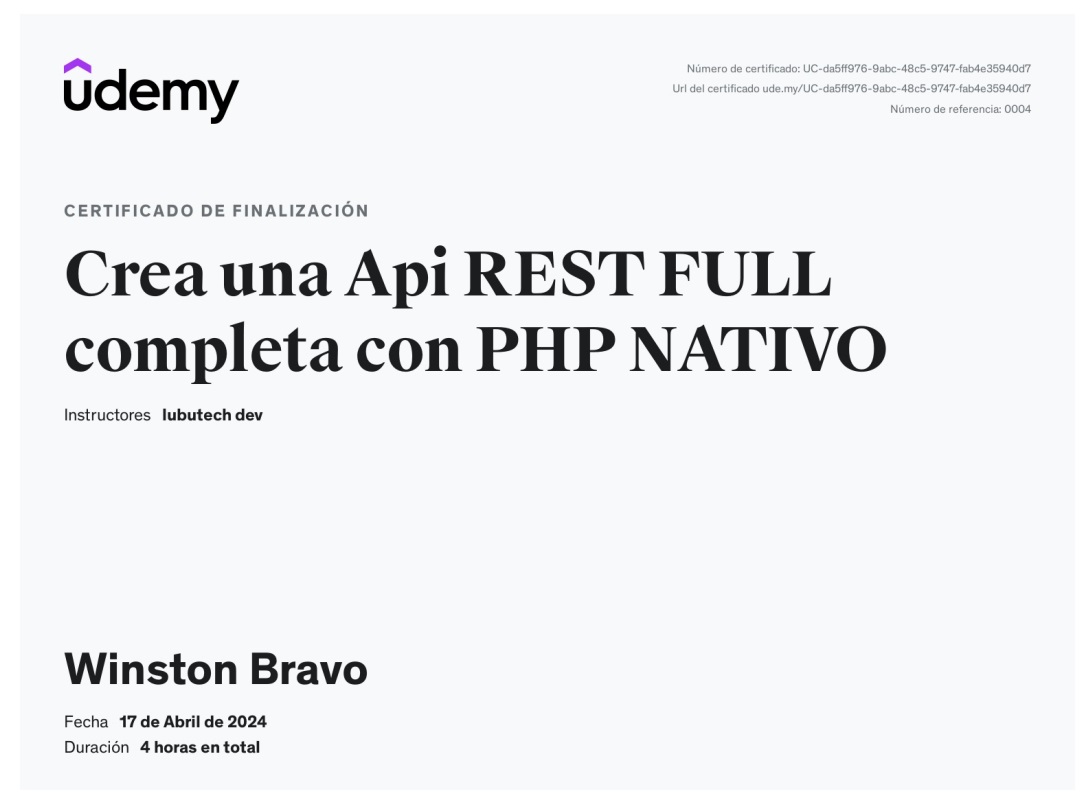 udemy
Número de certificado: UC-da5ff976-9abc-48c5-9747-fab4e35940d7
Url del certificado ude.my/UC-da5ff976-9abc-48c5-9747-fab4e35940d7
Número de referencia: 0004
CERTIFICADO DE FINALIZACIÓN
Crea una Api REST FULL
completa con PHP NATIVO
Instructores lubutech dev
Winston Bravo
Fecha 17 de Abril de 2024
Duración 4 horas en total